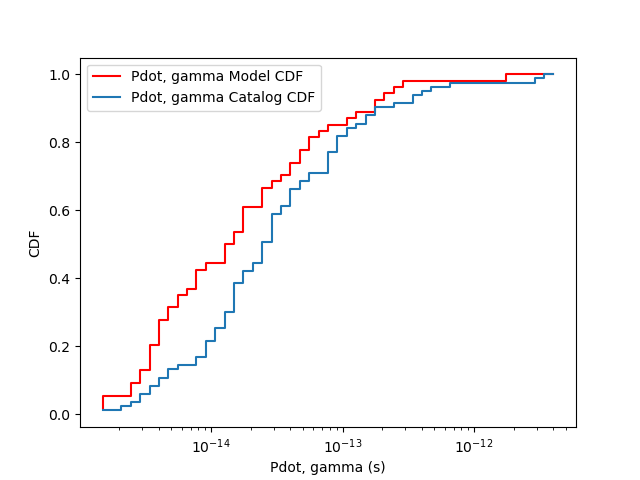 Pdot, gamma Model CDF
Pdot, gamma Catalog CDF
1.0
0.8
0.6
0.4
0.2
0.0
CDF
10⁻¹⁴ 10⁻¹³ 10⁻¹²
Pdot, gamma (s)